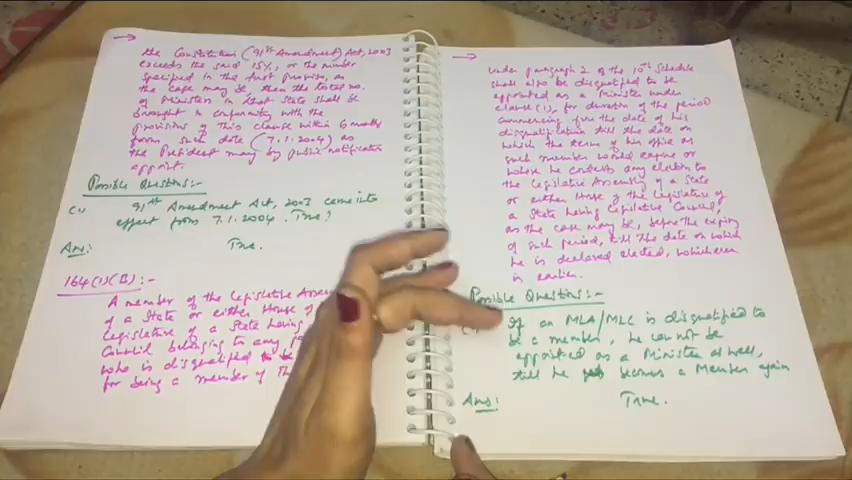 the Constitution (91st Amendment) Act, 2003
exceeds the said 15%, or the number
specified in the first proviso, as
the case may be, then the total no.
of Ministers in that State shall be
brought in conformity with the
provisions of this clause within 6 months
from such date (7.1.2004) as
the President may by public notification
appoint.
Possible Questions:-
(1) 91st Amendment Act, 2003 came into
effect from 7.1.2004. True?
An:
True.
164(1)(B):-
A member of the Legislative Assem
of a State or either House of
Legislature of a State having
Council belonging to any
who is disqualified
for being a member of th
under paragraph 2 of the 10th Schedule
shall also be disqualified to be
appointed as a Minister under
clause (1), for duration of the period
commencing from the date of his
disqualification till the date on
which the term of his office as
such member would expire or
where he contests any election to
the Legislative Assembly of a State
or either House of the Legislature of
a State having Legislative Council,
as the case may be, before the expiry
of such period, till the date on which
he is declared elected, whichever
is earlier.
Possible Questions:-
If an MLA/MLC is disqualified to
be a member, he cannot be
appointed as a Minister as well,
till he becomes a Member again
Ans:
True.